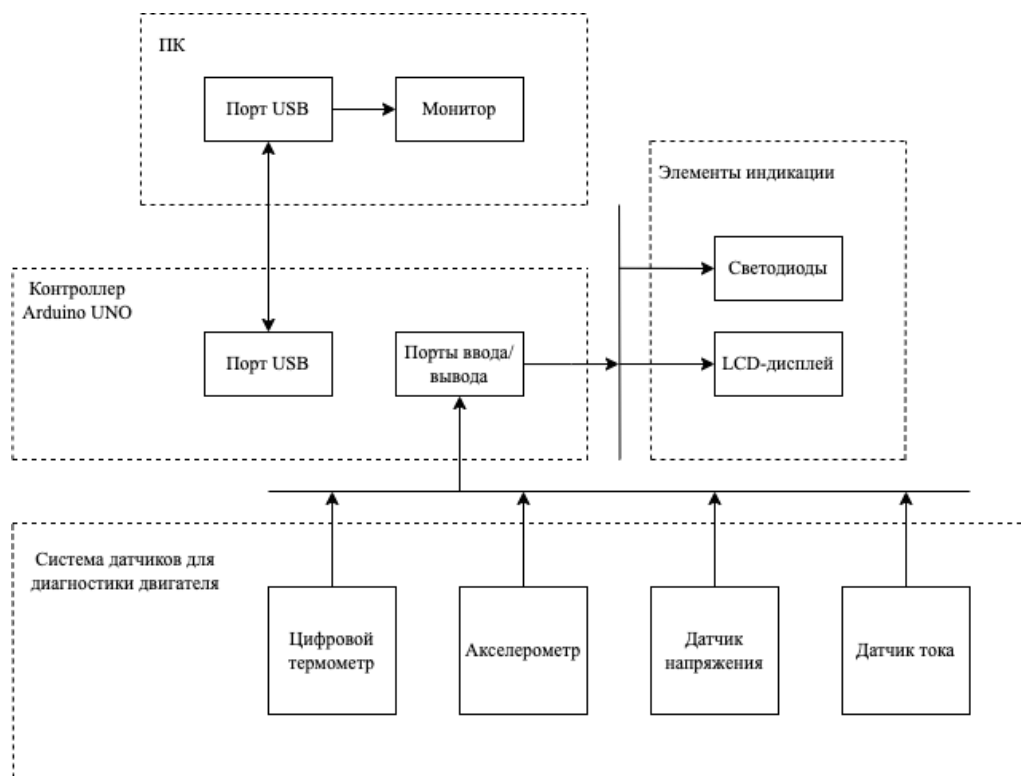 ПК
Порт USB
Монитор
Элементы индикации
Светодиоды
Контроллер
Arduino UNO
Порт USB
Порты ввода/
вывода
LCD-дисплей
Система датчиков для
диагностики двигателя
Цифровой
термометр
Акселерометр
Датчик
напряжения
Датчик тока